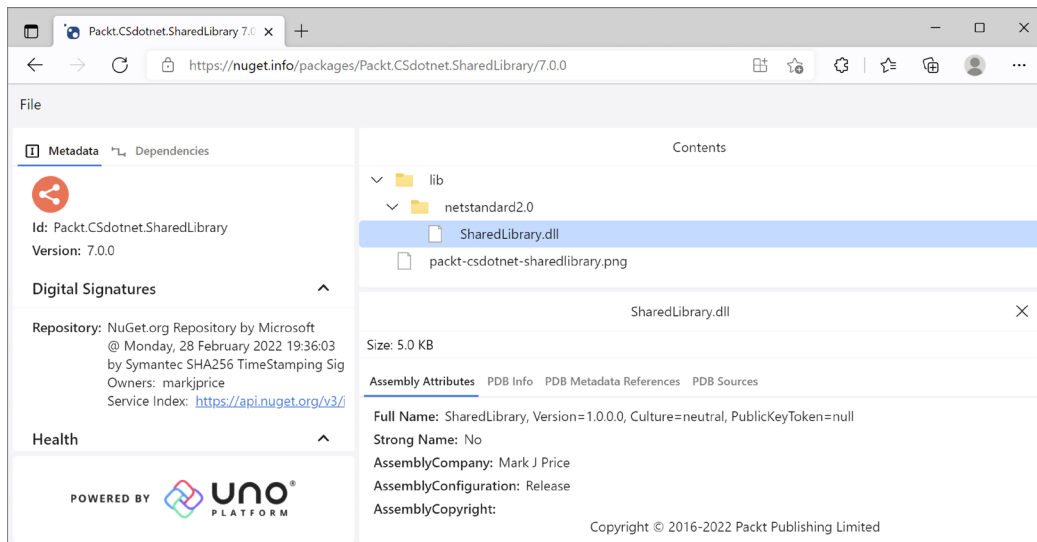 Packt.CSdotnet.SharedLibrary 7.0
https://nuget.info/packages/Packt.CSdotnet.SharedLibrary/7.0.0
File
Metadata
Dependencies
Id: Packt.CSdotnet.SharedLibrary
Version: 7.0.0
Digital Signatures
Repository: NuGet.org Repository by Microsoft
@ Monday, 28 February 2022 19:36:03
by Symantec SHA256 TimeStamping Sig
Owners: markjprice
Service Index: https://api.nuget.org/v3/i
Health
POWERED BY UNO PLATFORM
Contents
lib
netstandard2.0
SharedLibrary.dll
packt-csdotnet-sharedlibrary.png
SharedLibrary.dll
Size: 5.0 KB
Assembly Attributes PDB Info PDB Metadata References PDB Sources
Full Name: SharedLibrary, Version=1.0.0.0, Culture=neutral, PublicKeyToken=null
Strong Name: No
AssemblyCompany: Mark J Price
AssemblyConfiguration: Release
AssemblyCopyright:
Copyright © 2016-2022 Packt Publishing Limited